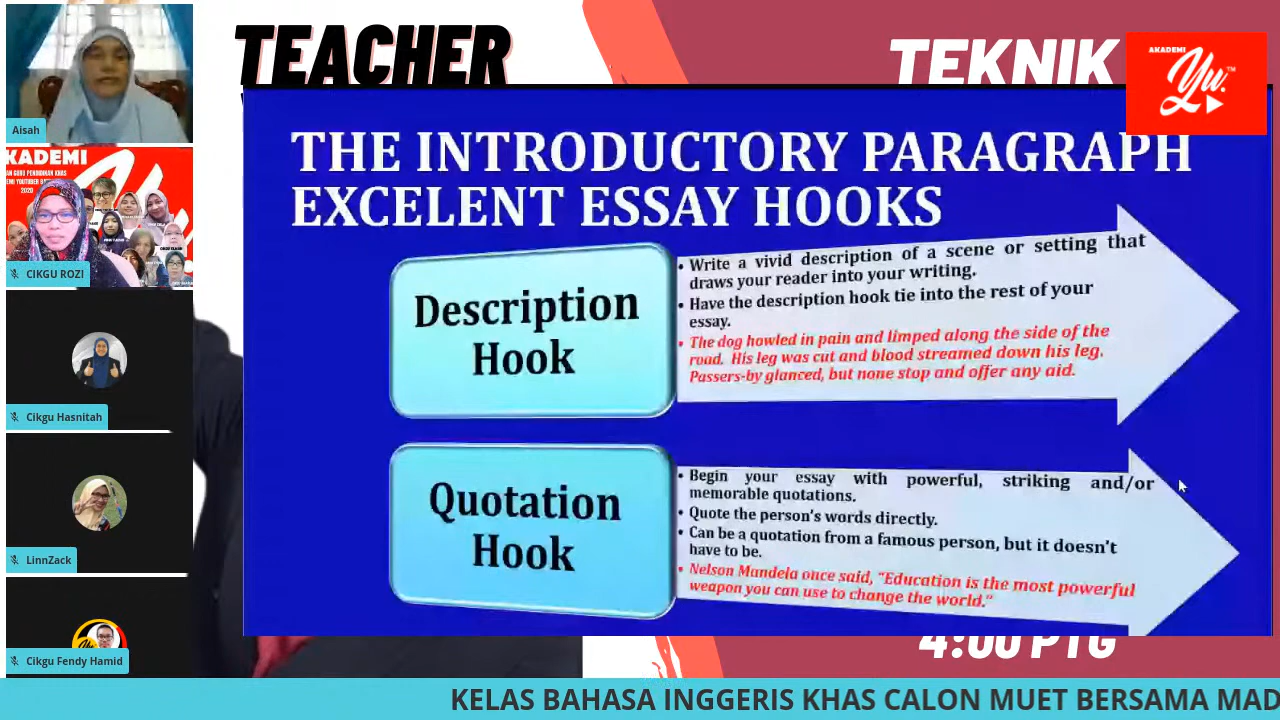 TEACHER
TEKNIK
AKADEMI
Yu.
TM
Aisah
KADEMI
2020
CIKGU ROZI
Cikgu Hasnitah
LinnZack
Cikgu Fendy Hamid
THE INTRODUCTORY PARAGRAPH
EXCELENT ESSAY HOOKS
Description
Hook
• Write a vivid description of a scene or setting that
draws your reader into your writing.
• Have the description hook tie into the rest of your
essay.
• The dog howled in pain and limped along the side of the
road. His leg was cut and blood streamed down his leg.
Passers-by glanced, but none stop and offer any aid.
Quotation
Hook
• Begin your essay with powerful, striking and/or
memorable quotations.
• Quote the person's words directly.
• Can be a quotation from a famous person, but it doesn't
have to be.
• Nelson Mandela once said, "Education is the most powerful
weapon you can use to change the world."
4:00 PTG
KELAS BAHASA INGGERIS KHAS CALON MUET BERSAMA MAD